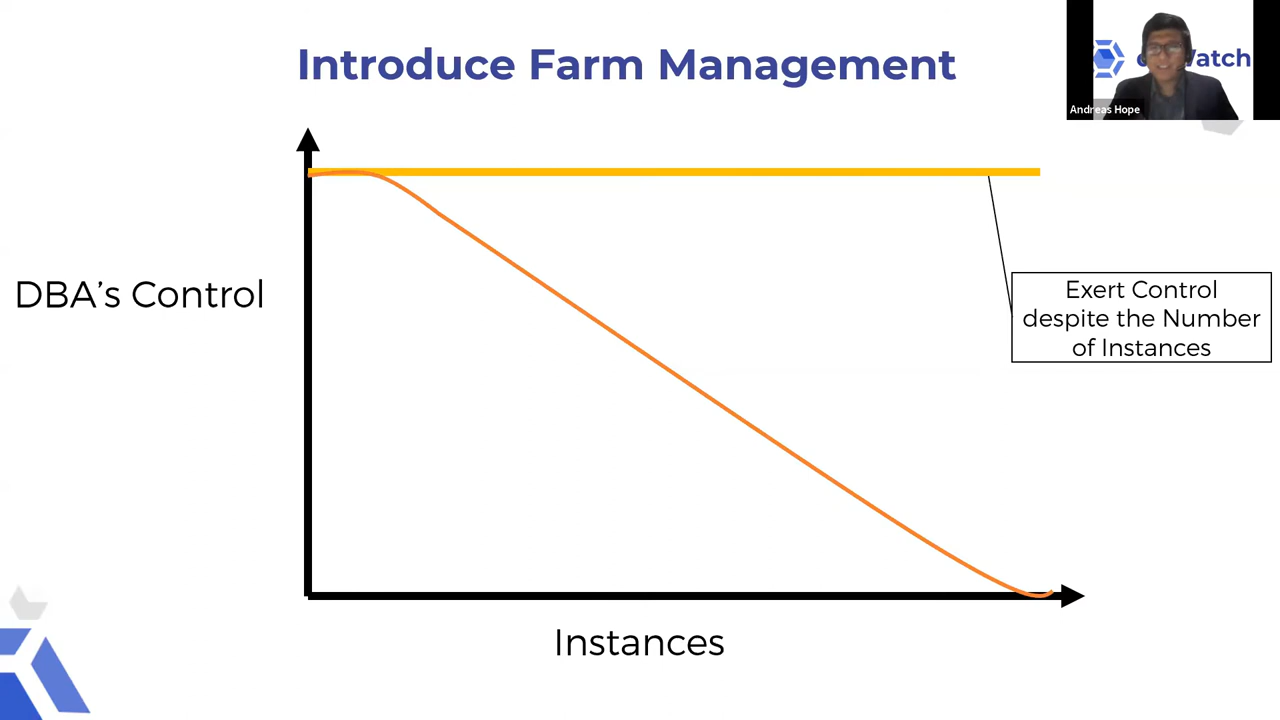 Introduce Farm Management
Andreas Hope
DBA’s Control
Exert Control
despite the Number
of Instances
Instances